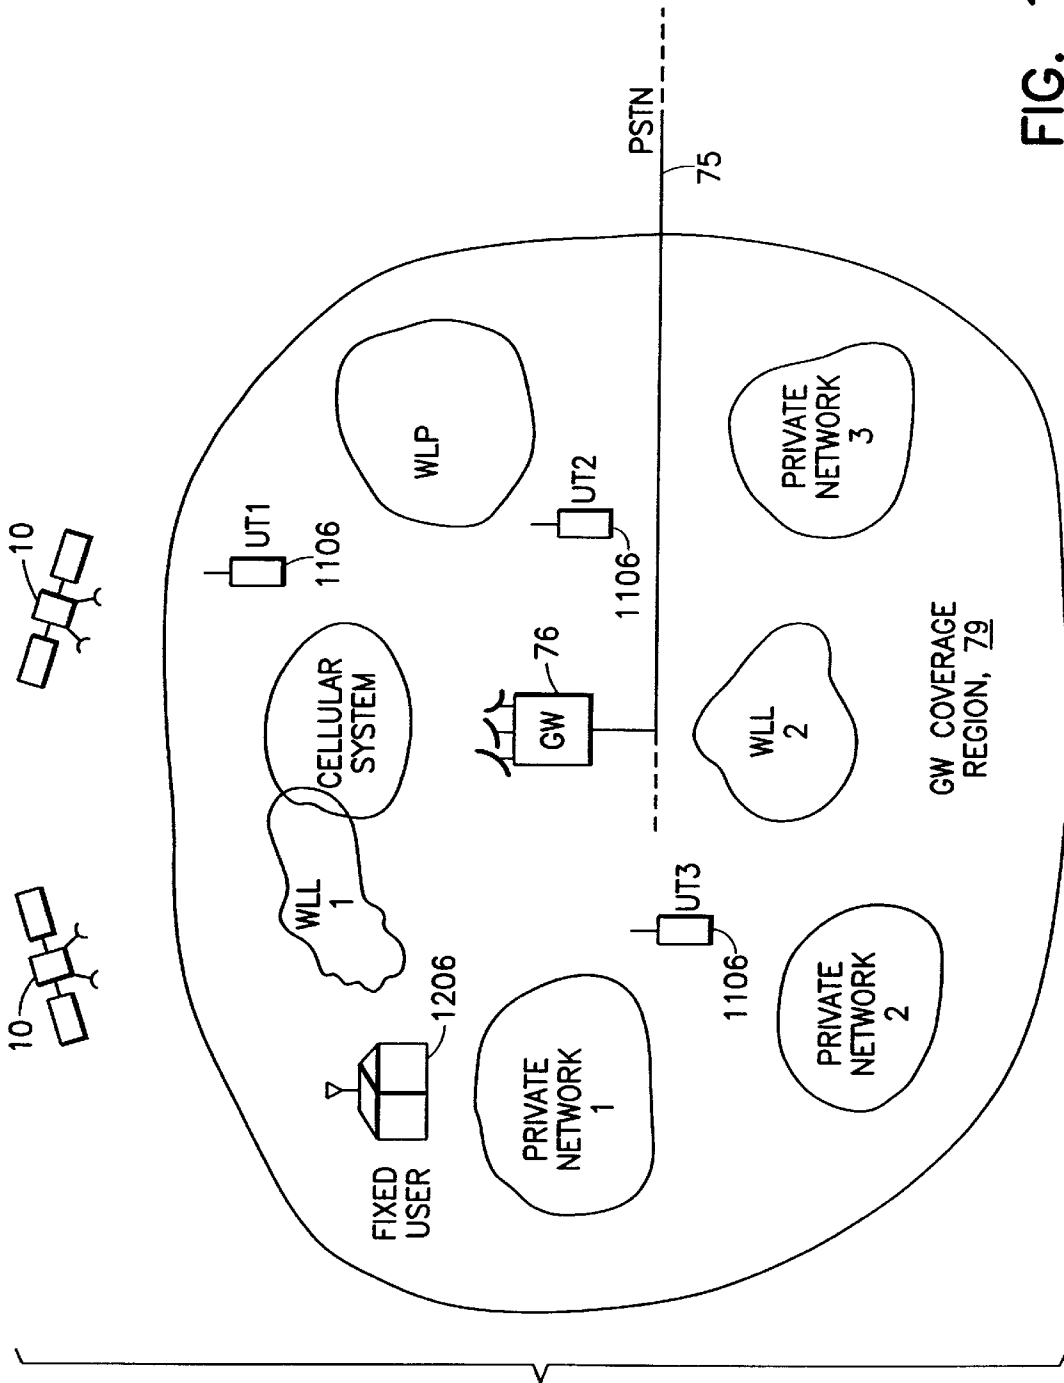 10
10
FIXED
USER
1206
WLL
1
CELLULAR
SYSTEM
UT1
1106
WLP
PRIVATE
NETWORK
1
GW
76
UT2
1106
PSTN
75
UT3
1106
PRIVATE
NETWORK
2
WLL
2
PRIVATE
NETWORK
3
GW COVERAGE
REGION, 79
FIG.